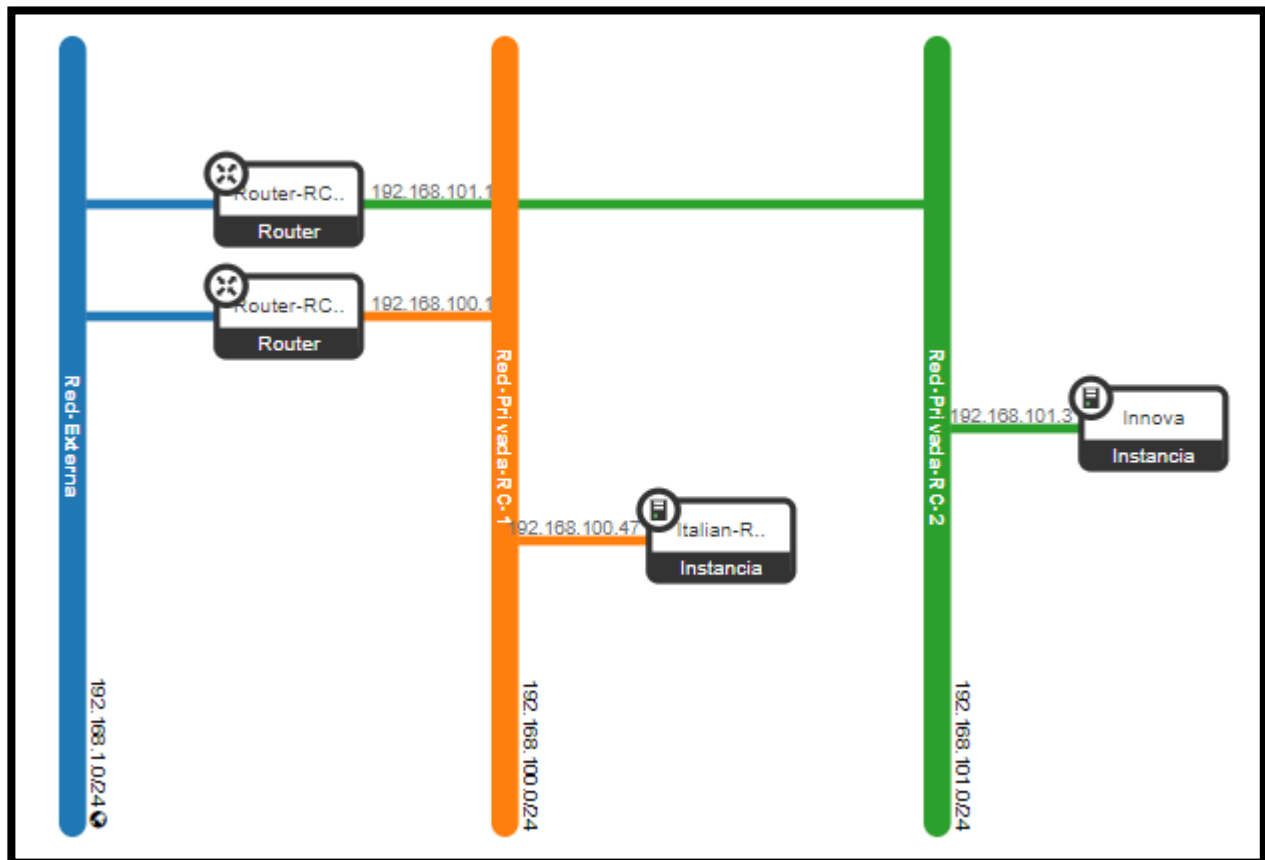 Router-RC..
192.168.101.1
Router
Router-RC..
192.168.100.1
Router
Red-Externa
Red-Privada-RC-1
Red-Privada-RC-2
192.168.101.3
Innova
Instancia
192.168.100.47
Italian-R..
Instancia
192.168.1.0/24
192.168.100.0/24
192.168.101.0/24